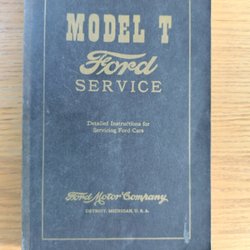 MODEL T
Ford
SERVICE
Detailed Instructions for
Servicing Ford Cars
Ford Motor Company
DETROIT, MICHIGAN, U. S. A.